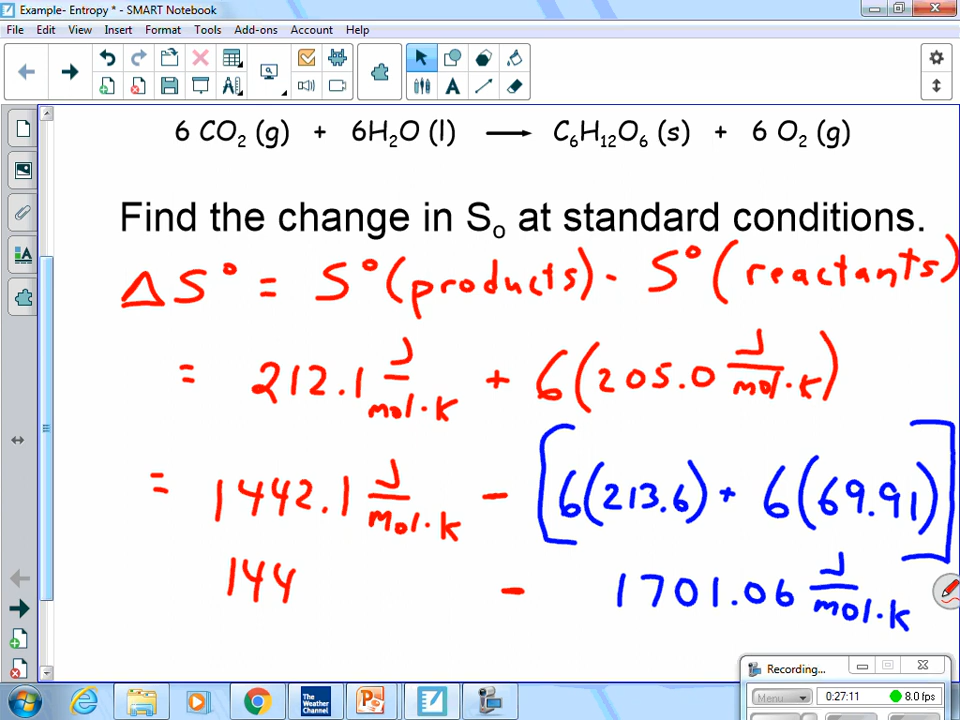 Example- Entropy * - SMART Notebook
File Edit View Insert Format Tools Add-ons Account Help
6 CO₂ (g) + 6H₂O (l) ⟶ C₆H₁₂O₆ (s) + 6 O₂ (g)
Find the change in Sₒ at standard conditions.
ΔS° = S°(products) - S°(reactants)
= 212.1 J/mol·K + 6(205.0 J/mol·K)
= 1442.1 J/mol·K - [6(213.6) + 6(69.91)]
144 - 1701.06 J/mol·K
Recording...
Menu 0:27:11 8.0 fps
The Weather Channel